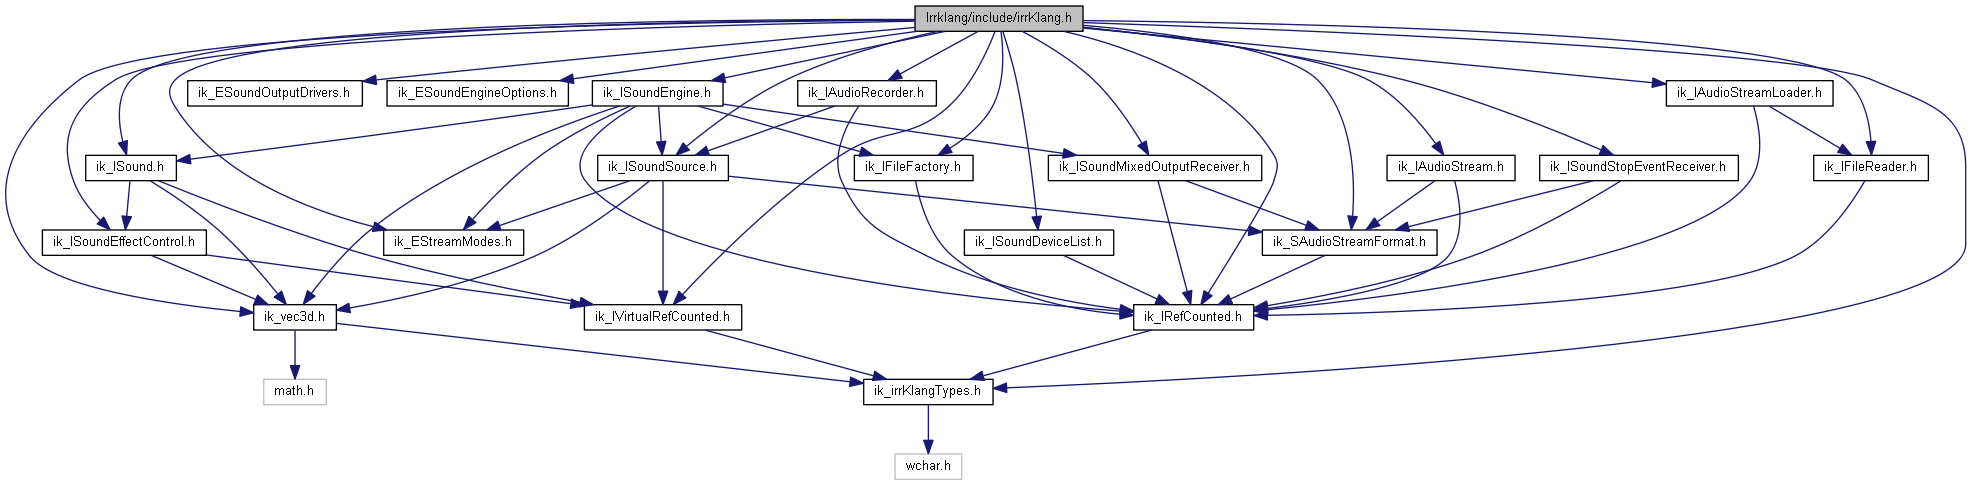 Irrklang/include/irrKlang.h
ik_ESoundOutputDrivers.h
ik_ESoundEngineOptions.h
ik_ISoundEngine.h
ik_IAudioRecorder.h
ik_IAudioStreamLoader.h
ik_ISound.h
ik_ISoundSource.h
ik_IFileFactory.h
ik_ISoundMixedOutputReceiver.h
ik_IAudioStream.h
ik_ISoundStopEventReceiver.h
ik_IFileReader.h
ik_ISoundEffectControl.h
ik_EStreamModes.h
ik_ISoundDeviceList.h
ik_SAudioStreamFormat.h
ik_vec3d.h
ik_IVirtualRefCounted.h
ik_IRefCounted.h
math.h
ik_irrKlangTypes.h
wchar.h